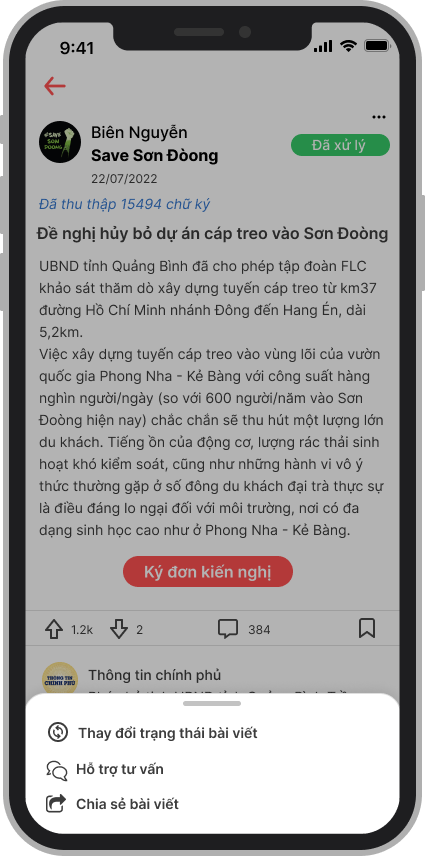 9:41
#SAVE
SƠN
ĐOÒNG
Biên Nguyễn
Save Sơn Đòong
22/07/2022
Đã xử lý
Đã thu thập 15494 chữ ký
Đề nghị hủy bỏ dự án cáp treo vào Sơn Đoòng
UBND tỉnh Quảng Bình đã cho phép tập đoàn FLC
khảo sát thăm dò xây dựng tuyến cáp treo từ km37
đường Hồ Chí Minh nhánh Đông đến Hang Én, dài
5,2km.
Việc xây dựng tuyến cáp treo vào vùng lõi của vườn
quốc gia Phong Nha - Kẻ Bàng với công suất hàng
nghìn người/ngày (so với 600 người/năm vào Sơn
Đoòng hiện nay) chắc chắn sẽ thu hút một lượng lớn
du khách. Tiếng ồn của động cơ, lượng rác thải sinh
hoạt khó kiểm soát, cũng như những hành vi vô ý
thức thường gặp ở số đông du khách đại trà thực sự
là điều đáng lo ngại đối với môi trường, nơi có đa
dạng sinh học cao như ở Phong Nha - Kẻ Bàng.
Ký đơn kiến nghị
1.2k 2 384
THÔNG TIN
CHÍNH PHỦ
Thông tin chính phủ
Thay đổi trạng thái bài viết
Hỗ trợ tư vấn
Chia sẻ bài viết